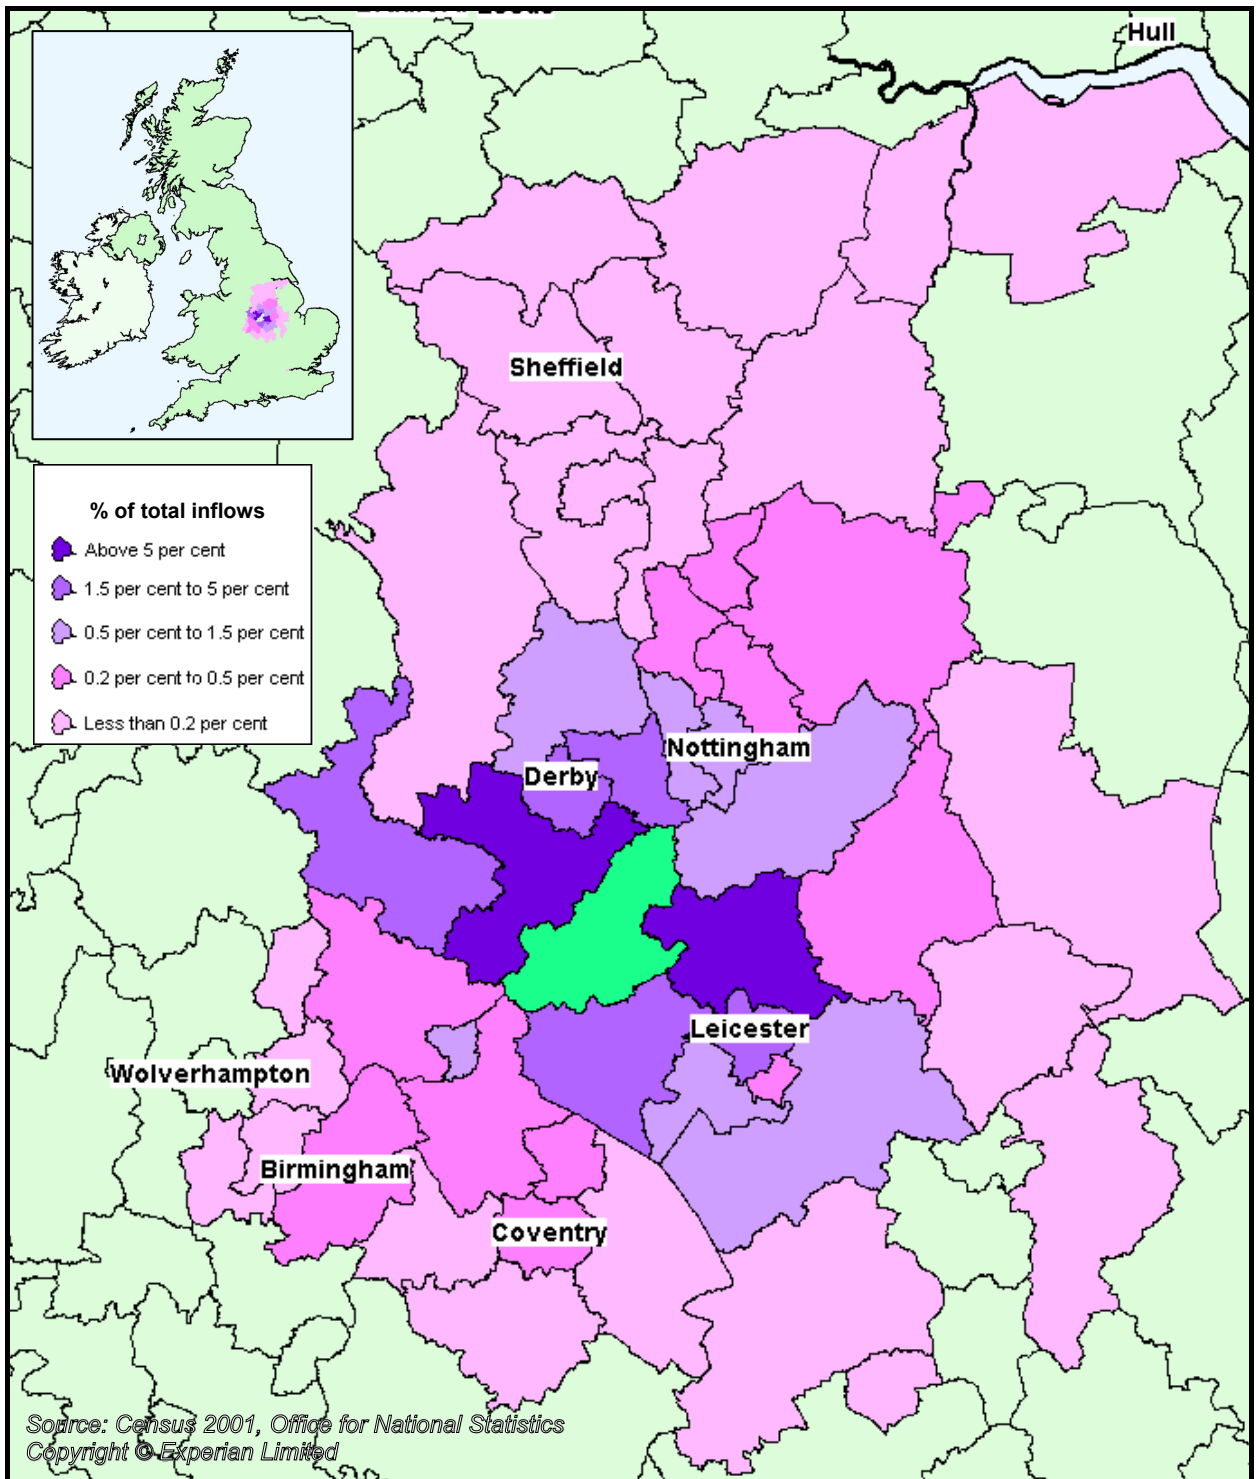 Hull
Sheffield
% of total inflows
Above 5 per cent
1.5 per cent to 5 per cent
0.5 per cent to 1.5 per cent
0.2 per cent to 0.5 per cent
Less than 0.2 per cent
Nottingham
Derby
Leicester
Wolverhampton
Birmingham
Coventry
Source: Census 2001, Office for National Statistics
Copyright © Experian Limited